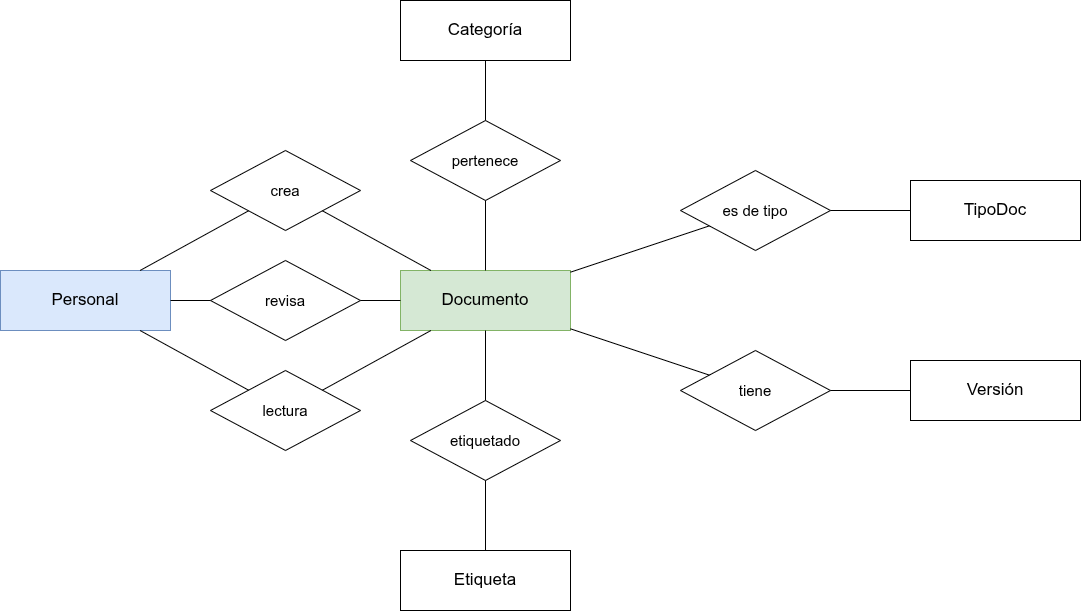 Categoría
pertenece
crea
es de tipo
TipoDoc
Personal
revisa
Documento
tiene
Versión
lectura
etiquetado
Etiqueta